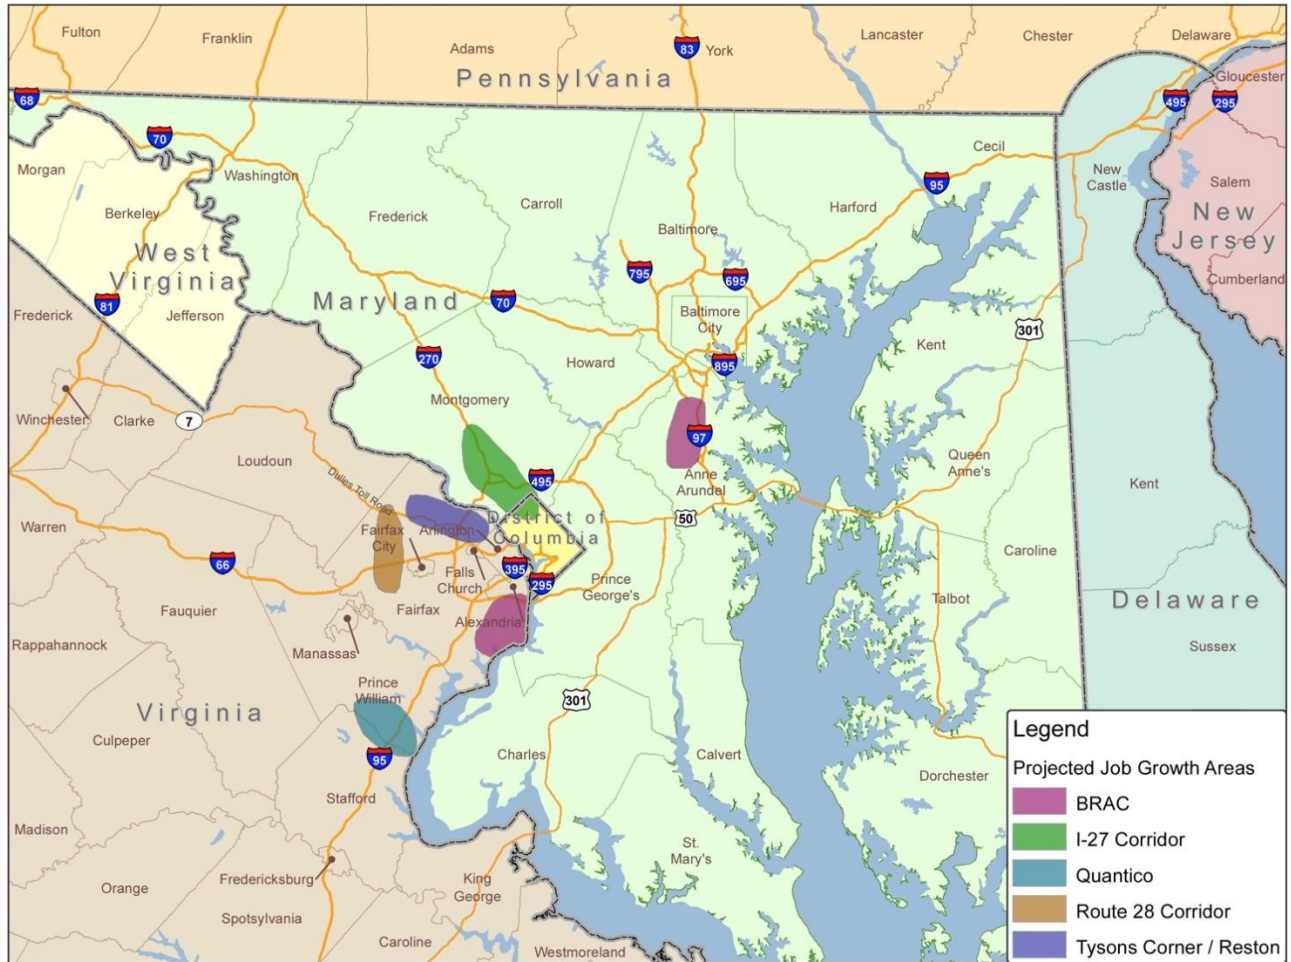 Fulton
Franklin
Adams
83
York
Lancaster
Chester
Delaware
Pennsylvania
Gloucester
68
495
295
70
Cecil
Morgan
Washington
95
New
Castle
Salem
Berkeley
Frederick
Carroll
Harford
New
Jersey
Baltimore
West
Virginia
795
695
Cumberland
81
Maryland
70
Frederick
Jefferson
Baltimore
City
301
270
Howard
895
Kent
Montgomery
Winchester
Clarke
7
97
Loudoun
Queen
Anne's
Anne
Arundel
495
Dulles Toll Road
Kent
District of
Columbia
50
Warren
Fairfax
City
Arlington
Caroline
66
Falls
Church
395
295
Prince
George's
Fauquier
Fairfax
Talbot
Delaware
Alexandria
Rappahannock
Manassas
Sussex
Prince
William
301
Virginia
Culpeper
95
Charles
Calvert
Dorchester
Stafford
Madison
St.
Mary's
Fredericksburg
King
George
Orange
Spotsylvania
Caroline
Westmoreland
Legend
Projected Job Growth Areas
BRAC
I-27 Corridor
Quantico
Route 28 Corridor
Tysons Corner / Reston